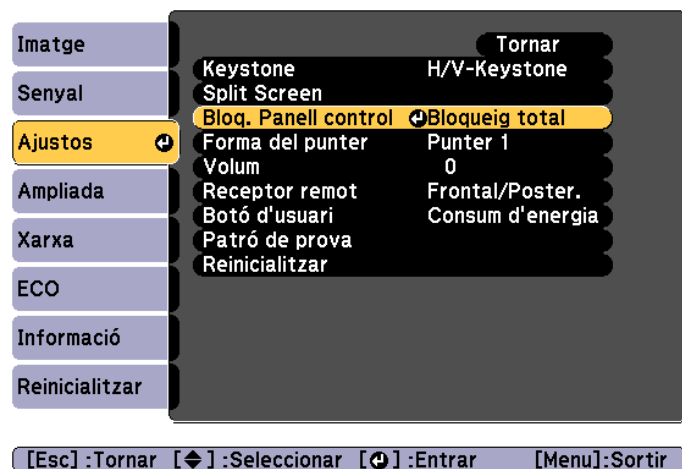 Imatge
Senyal
Ajustos
Ampliada
Xarxa
ECO
Informació
Reinicialitzar
Tornar
Keystone H/V-Keystone
Split Screen
Bloq. Panell control Bloqueig total
Forma del punter Punter 1
Volum 0
Receptor remot Frontal/Poster.
Botó d'usuari Consum d'energia
Patró de prova
Reinicialitzar
[Esc] :Tornar [◆] :Seleccionar [↵] :Entrar [Menu]:Sortir